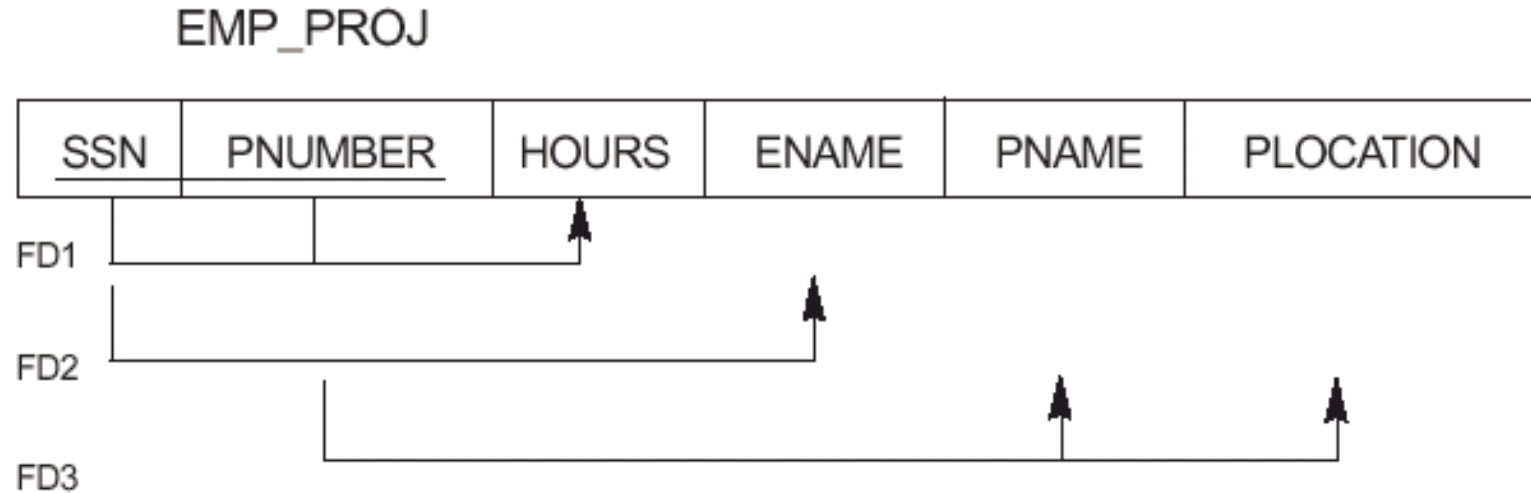 EMP_PROJ
SSN PNUMBER HOURS ENAME PNAME PLOCATION
FD1
FD2
FD3